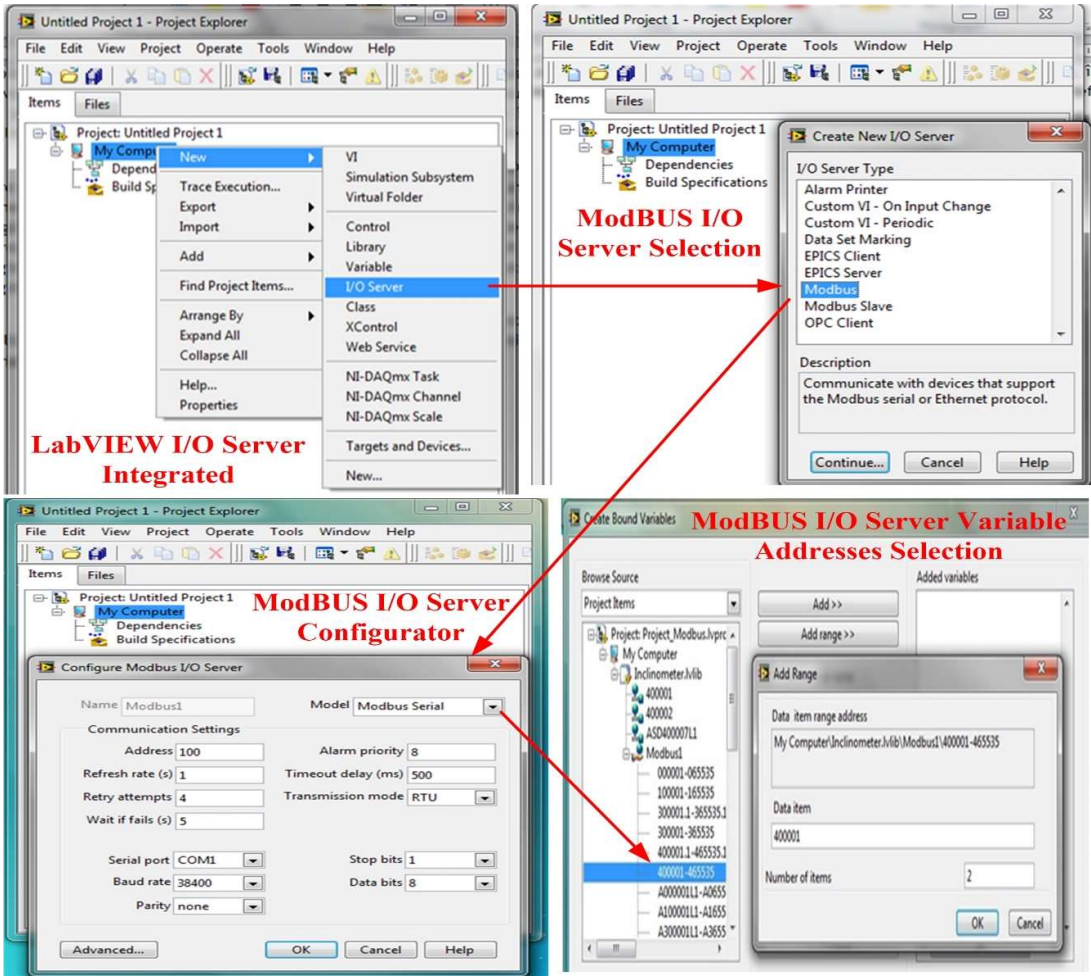 Untitled Project 1 - Project Explorer
File Edit View Project Operate Tools Window Help
Items Files
Project: Untitled Project 1
My Compu
Depend
Build Sp
New
Trace Execution...
Export
Import
Add
Find Project Items...
Arrange By
Expand All
Collapse All
Help...
Properties
VI
Simulation Subsystem
Virtual Folder
Control
Library
Variable
I/O Server
Class
XControl
Web Service
NI-DAQmx Task
NI-DAQmx Channel
NI-DAQmx Scale
Targets and Devices...
New...
LabVIEW I/O Server
Integrated
Untitled Project 1 - Project Explorer
File Edit View Project Operate Tools Window Help
Items Files
Project: Untitled Project 1
My Computer
Dependencies
Build Specifications
ModBUS I/O
Server Selection
Create New I/O Server
I/O Server Type
Alarm Printer
Custom VI - On Input Change
Custom VI - Periodic
Data Set Marking
EPICS Client
EPICS Server
Modbus
Modbus Slave
OPC Client
Description
Communicate with devices that support
the Modbus serial or Ethernet protocol.
Continue... Cancel Help
Untitled Project 1 - Project Explorer
File Edit View Project Operate Tools Window Help
Items Files
Project: Untitled Project 1
My Computer
Dependencies
Build Specifications
ModBUS I/O Server
Configurator
Configure Modbus I/O Server
Name Modbus1 Model Modbus Serial
Communication Settings
Address 100 Alarm priority 8
Refresh rate (s) 1 Timeout delay (ms) 500
Retry attempts 4 Transmission mode RTU
Wait if fails (s) 5
Serial port COM1 Stop bits 1
Baud rate 38400 Data bits 8
Parity none
Advanced... OK Cancel Help
Create Bound Variables
ModBUS I/O Server Variable
Addresses Selection
Browse Source
Project Items
Project: Project_Modbus.lvprc
My Computer
Inclinometer.lvlib
400001
400002
ASD400007L1
Modbus1
000001-065535
100001-165535
300001.1-365535.1
300001-365535
400001.1-465535.1
400001-465535
A000001L1-A0655
A100001L1-A1655
A300001L1-A3655
Add >>
Add range >>
Added variables
Add Range
Data item range address
My Computer\Inclinometer.lvlib\Modbus1\400001-465535
Data item
400001
Number of items 2
OK Cancel